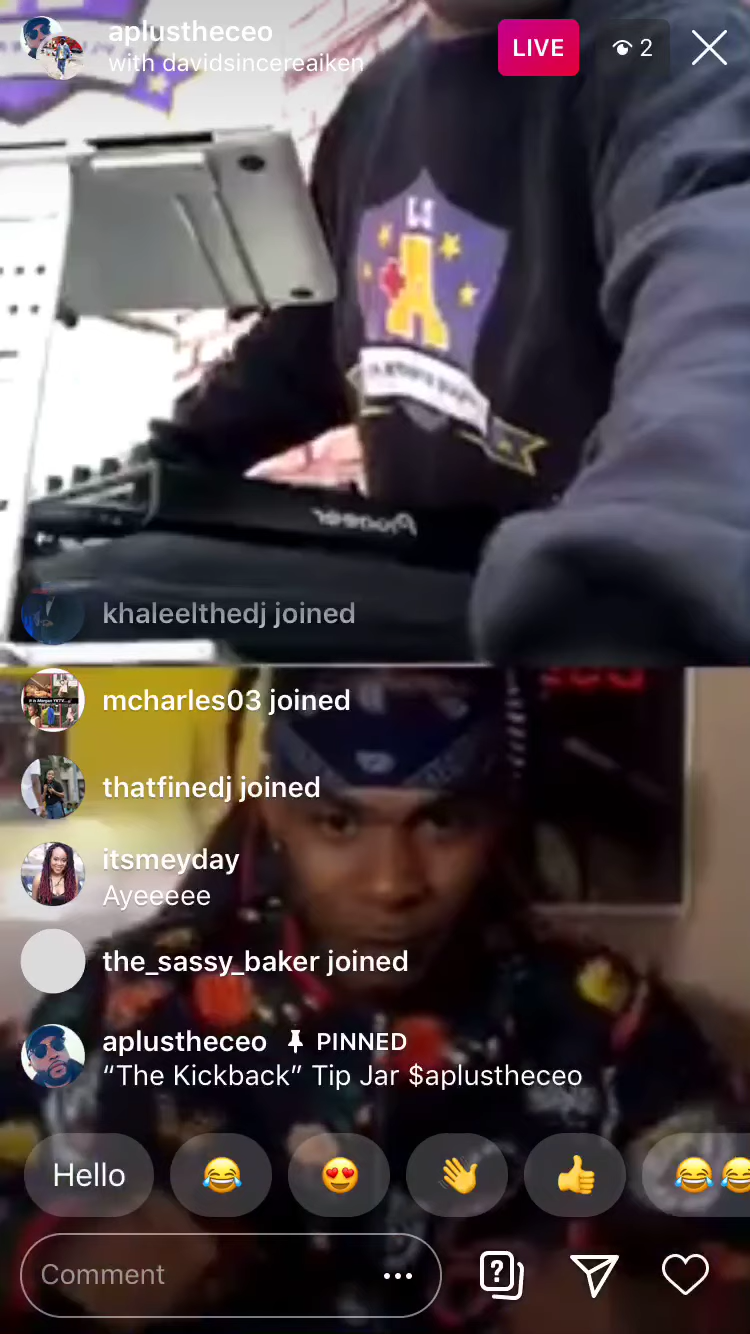 aplustheceo
with davidsincereaiken
LIVE
2
Pioneer
khaleelthedj joined
mcharles03 joined
thatfinedj joined
itsmeyday
Ayeeeee
the_sassy_baker joined
aplustheceo PINNED
“The Kickback” Tip Jar $aplustheceo
Hello
Comment